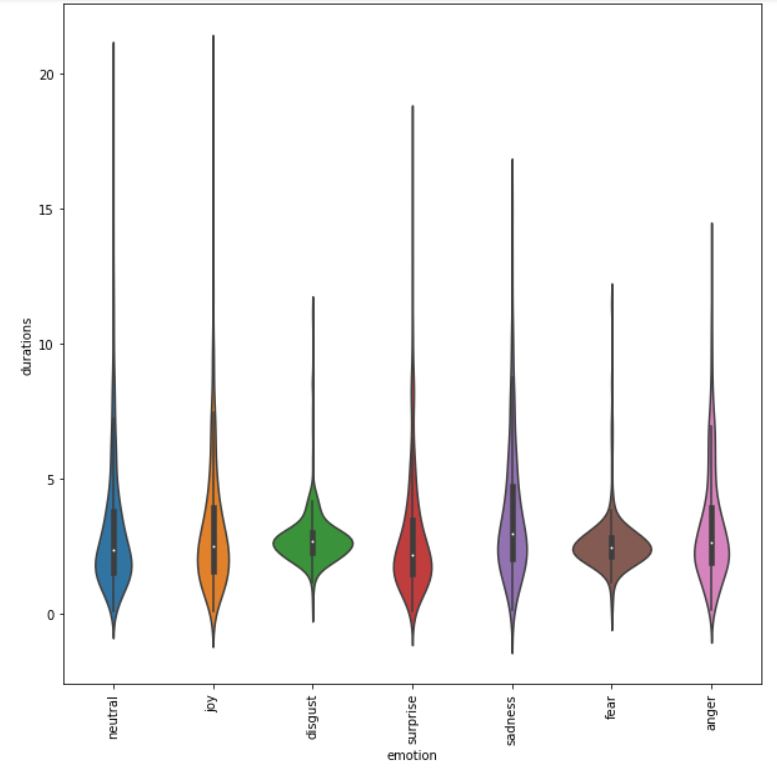 20
15
10
5
0
durations
neutral
joy
disgust
surprise
sadness
fear
anger
emotion